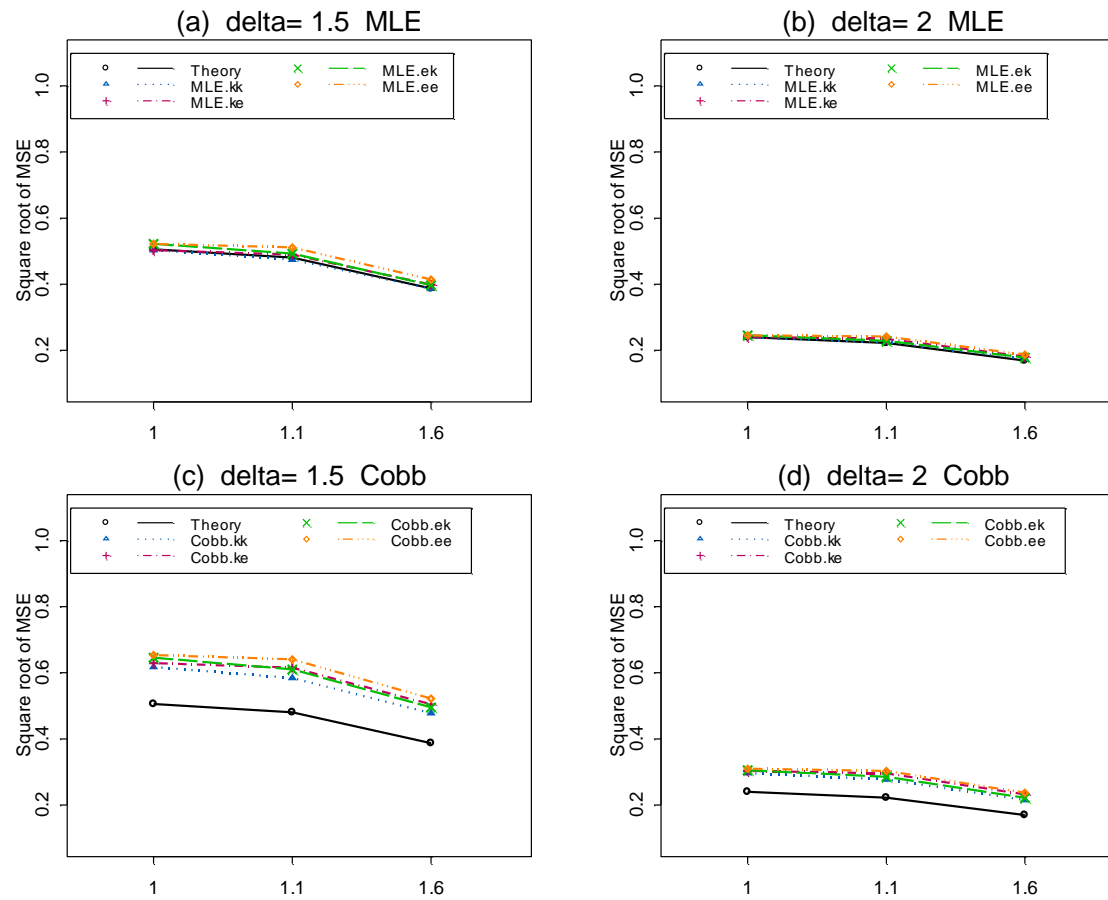 (a) delta= 1.5 MLE
Theory
MLE.kk
MLE.ke
MLE.ek
MLE.ee
Square root of MSE
1.0
0.8
0.6
0.4
0.2
1 1.1 1.6
(b) delta= 2 MLE
Theory
MLE.kk
MLE.ke
MLE.ek
MLE.ee
Square root of MSE
1.0
0.8
0.6
0.4
0.2
1 1.1 1.6
(c) delta= 1.5 Cobb
Theory
Cobb.kk
Cobb.ke
Cobb.ek
Cobb.ee
Square root of MSE
1.0
0.8
0.6
0.4
0.2
1 1.1 1.6
(d) delta= 2 Cobb
Theory
Cobb.kk
Cobb.ke
Cobb.ek
Cobb.ee
Square root of MSE
1.0
0.8
0.6
0.4
0.2
1 1.1 1.6